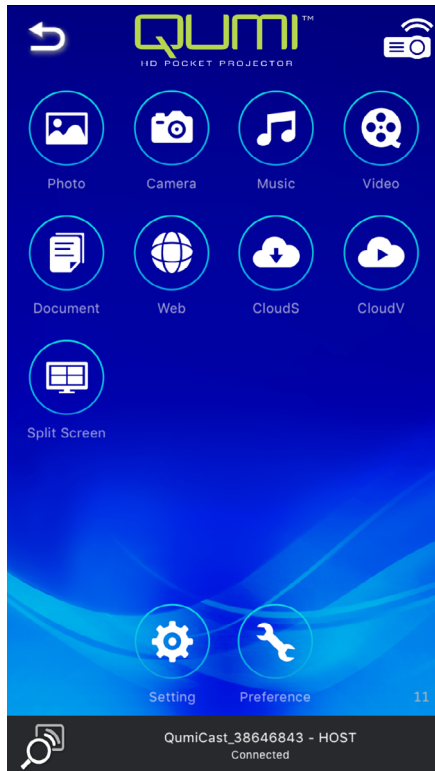 QUMI™
HD POCKET PROJECTOR
Photo Camera Music Video
Document Web CloudS CloudV
Split Screen
Setting Preference 11
QumiCast_38646843 - HOST
Connected